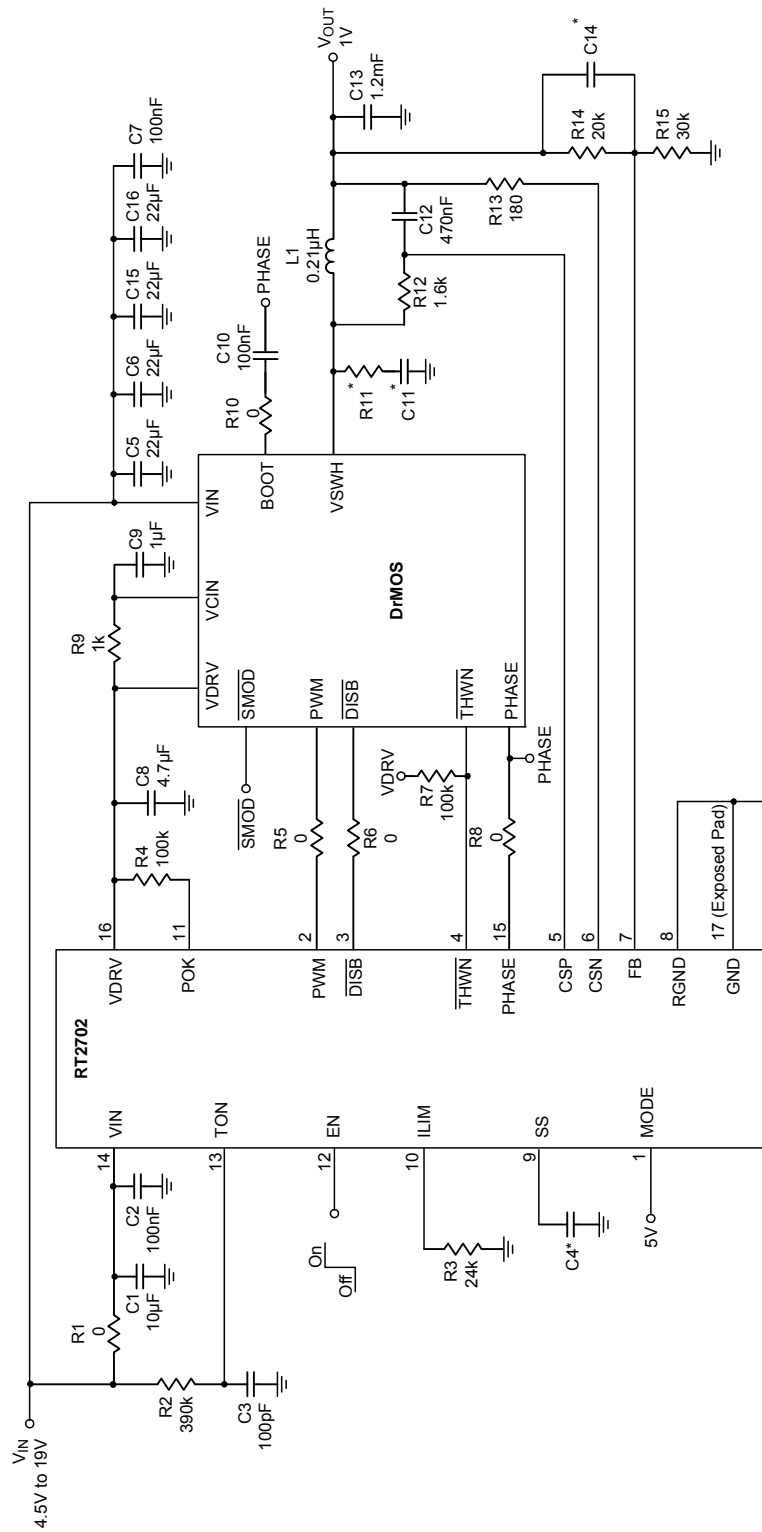 VIN
4.5V to 19V
R1
0
R2
390k
C3
100pF
C1
10µF
C2
100nF
On
Off
R3
24k
C4*
5V
RT2702
14
VIN
13
TON
12
EN
10
ILIM
9
SS
1
MODE
VDRV
16
POK
11
PWM
2
DISB
3
THWN
4
PHASE
15
CSP
5
CSN
6
FB
7
RGND
8
GND
17 (Exposed Pad)
R4
100k
C8
4.7µF
R9
1k
C9
1µF
SMOD
R5
0
R6
0
VDRV
R7
100k
R8
0
PHASE
DrMOS
VDRV
VCIN
VIN
SMOD
PWM
DISB
THWN
PHASE
BOOT
VSWH
C5
22µF
C6
22µF
C15
22µF
C16
22µF
C7
100nF
R10
0
C10
100nF
PHASE
R11
*
C11
*
L1
0.21µH
R12
1.6k
C12
470nF
R13
180
C13
1.2mF
VOUT
1V
R14
20k
C14
*
R15
30k